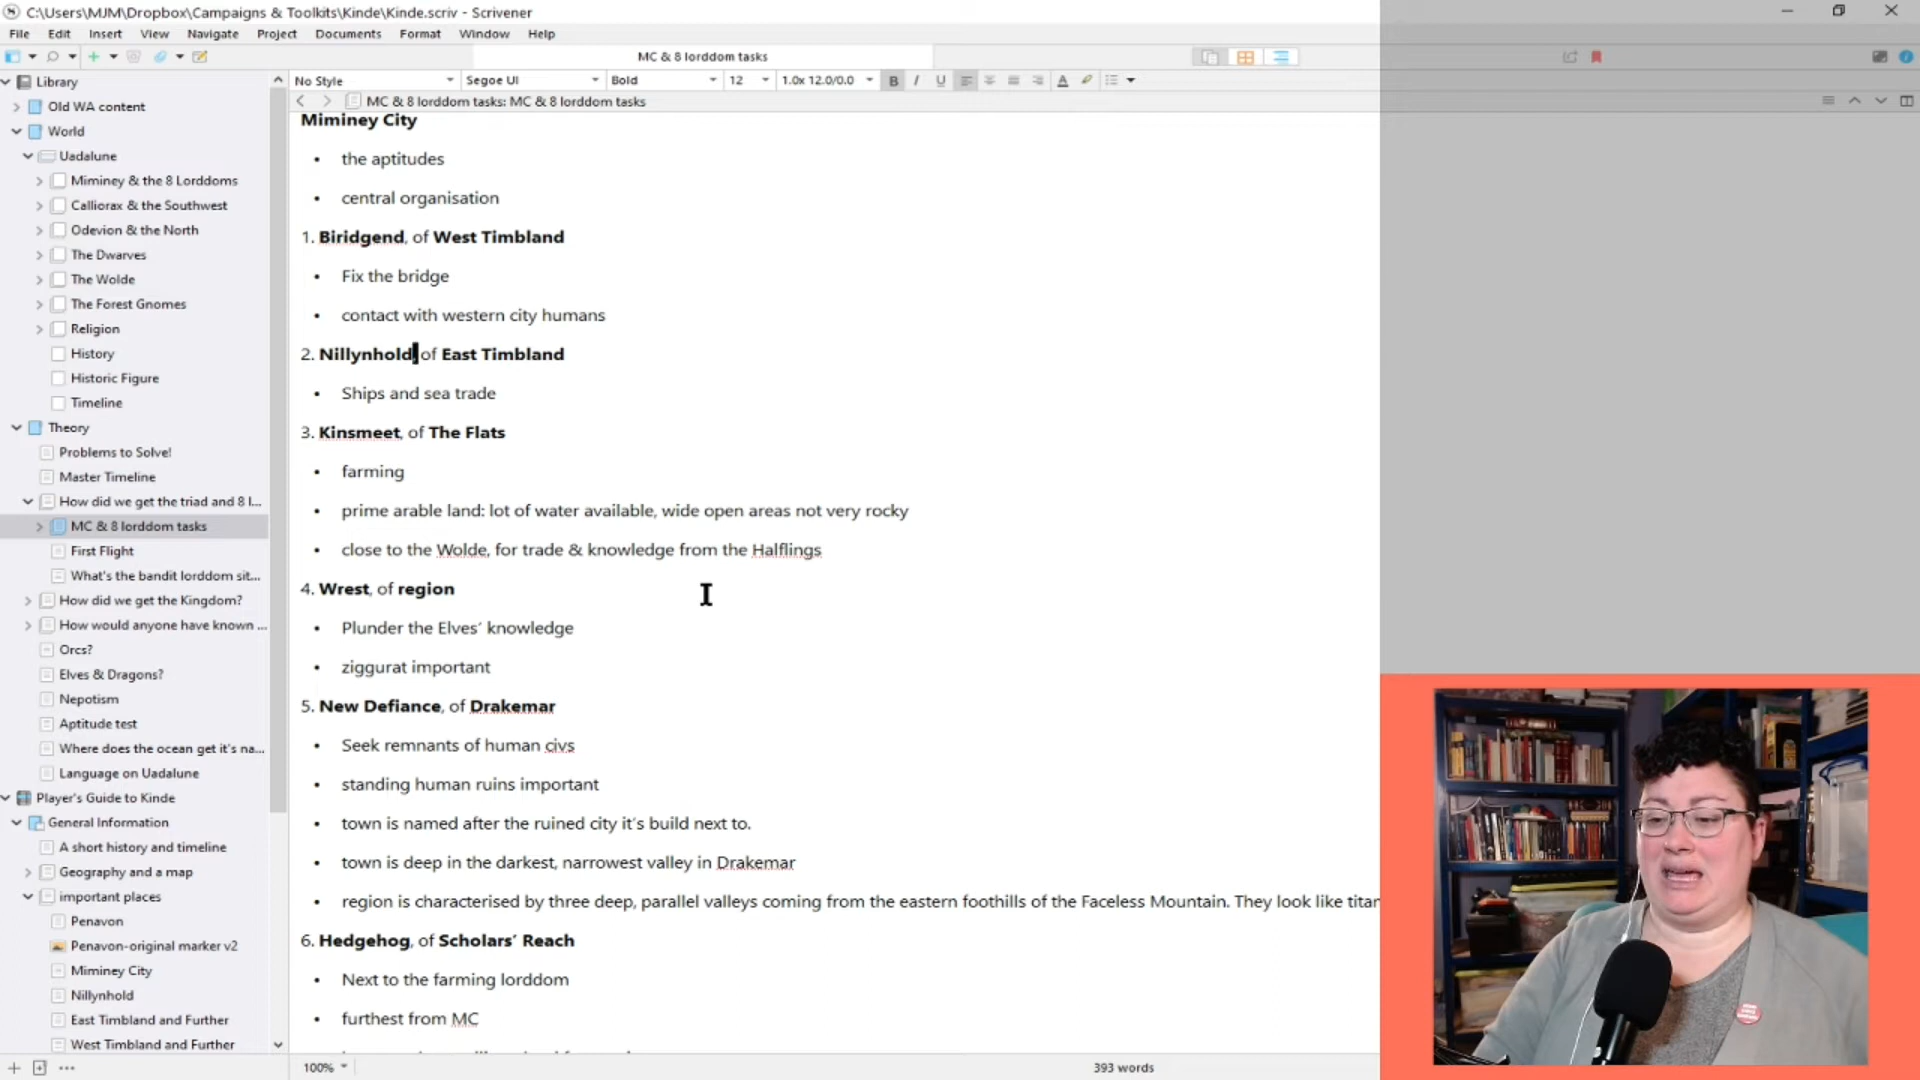 C:\Users\MJM\Dropbox\Campaigns & Toolkits\Kinde\Kinde.scriv - Scrivener
File Edit Insert View Navigate Project Documents Format Window Help
MC & 8 lorddom tasks
No Style Segoe UI Bold 12 1.0x 12.0/0.0 B I U A
MC & 8 lorddom tasks: MC & 8 lorddom tasks
Library
Old WA content
World
Uadalune
Miminey & the 8 Lorddoms
Calliorax & the Southwest
Odevion & the North
The Dwarves
The Wolde
The Forest Gnomes
Religion
History
Historic Figure
Timeline
Theory
Problems to Solve!
Master Timeline
How did we get the triad and 8 l...
MC & 8 lorddom tasks
First Flight
What's the bandit lorddom sit...
How did we get the Kingdom?
How would anyone have known ...
Orcs?
Elves & Dragons?
Nepotism
Aptitude test
Where does the ocean get it's na...
Language on Uadalune
Player's Guide to Kinde
General Information
A short history and timeline
Geography and a map
important places
Penavon
Penavon-original marker v2
Miminey City
Nillynhold
East Timbland and Further
West Timbland and Further
Miminey City
• the aptitudes
• central organisation
1. Biridgend, of West Timbland
• Fix the bridge
• contact with western city humans
2. Nillynhold, of East Timbland
• Ships and sea trade
3. Kinsmeet, of The Flats
• farming
• prime arable land: lot of water available, wide open areas not very rocky
• close to the Wolde, for trade & knowledge from the Halflings
4. Wrest, of region
• Plunder the Elves' knowledge
• ziggurat important
5. New Defiance, of Drakemar
• Seek remnants of human civs
• standing human ruins important
• town is named after the ruined city it's build next to.
• town is deep in the darkest, narrowest valley in Drakemar
• region is characterised by three deep, parallel valleys coming from the eastern foothills of the Faceless Mountain. They look like titan
6. Hedgehog, of Scholars' Reach
• Next to the farming lorddom
• furthest from MC
100% 393 words